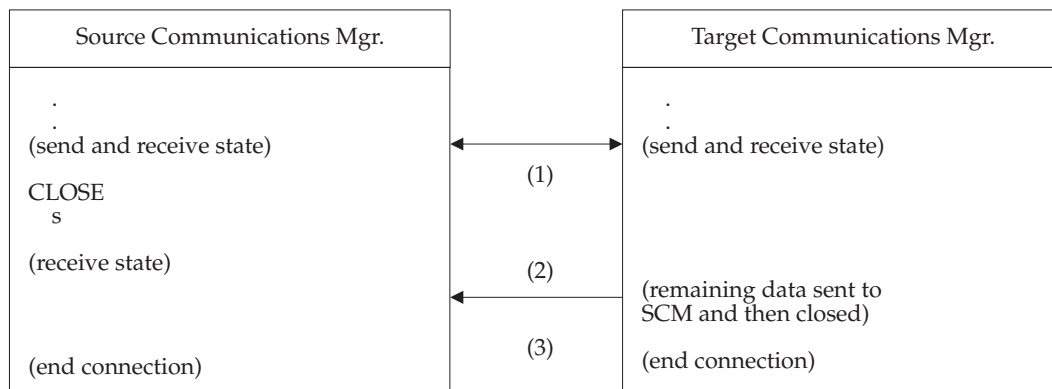 Source Communications Mgr.
Target Communications Mgr.
.
.
(send and receive state)
.
.
(send and receive state)
(1)
CLOSE
s
(receive state)
(2)
(remaining data sent to
SCM and then closed)
(3)
(end connection)
(end connection)